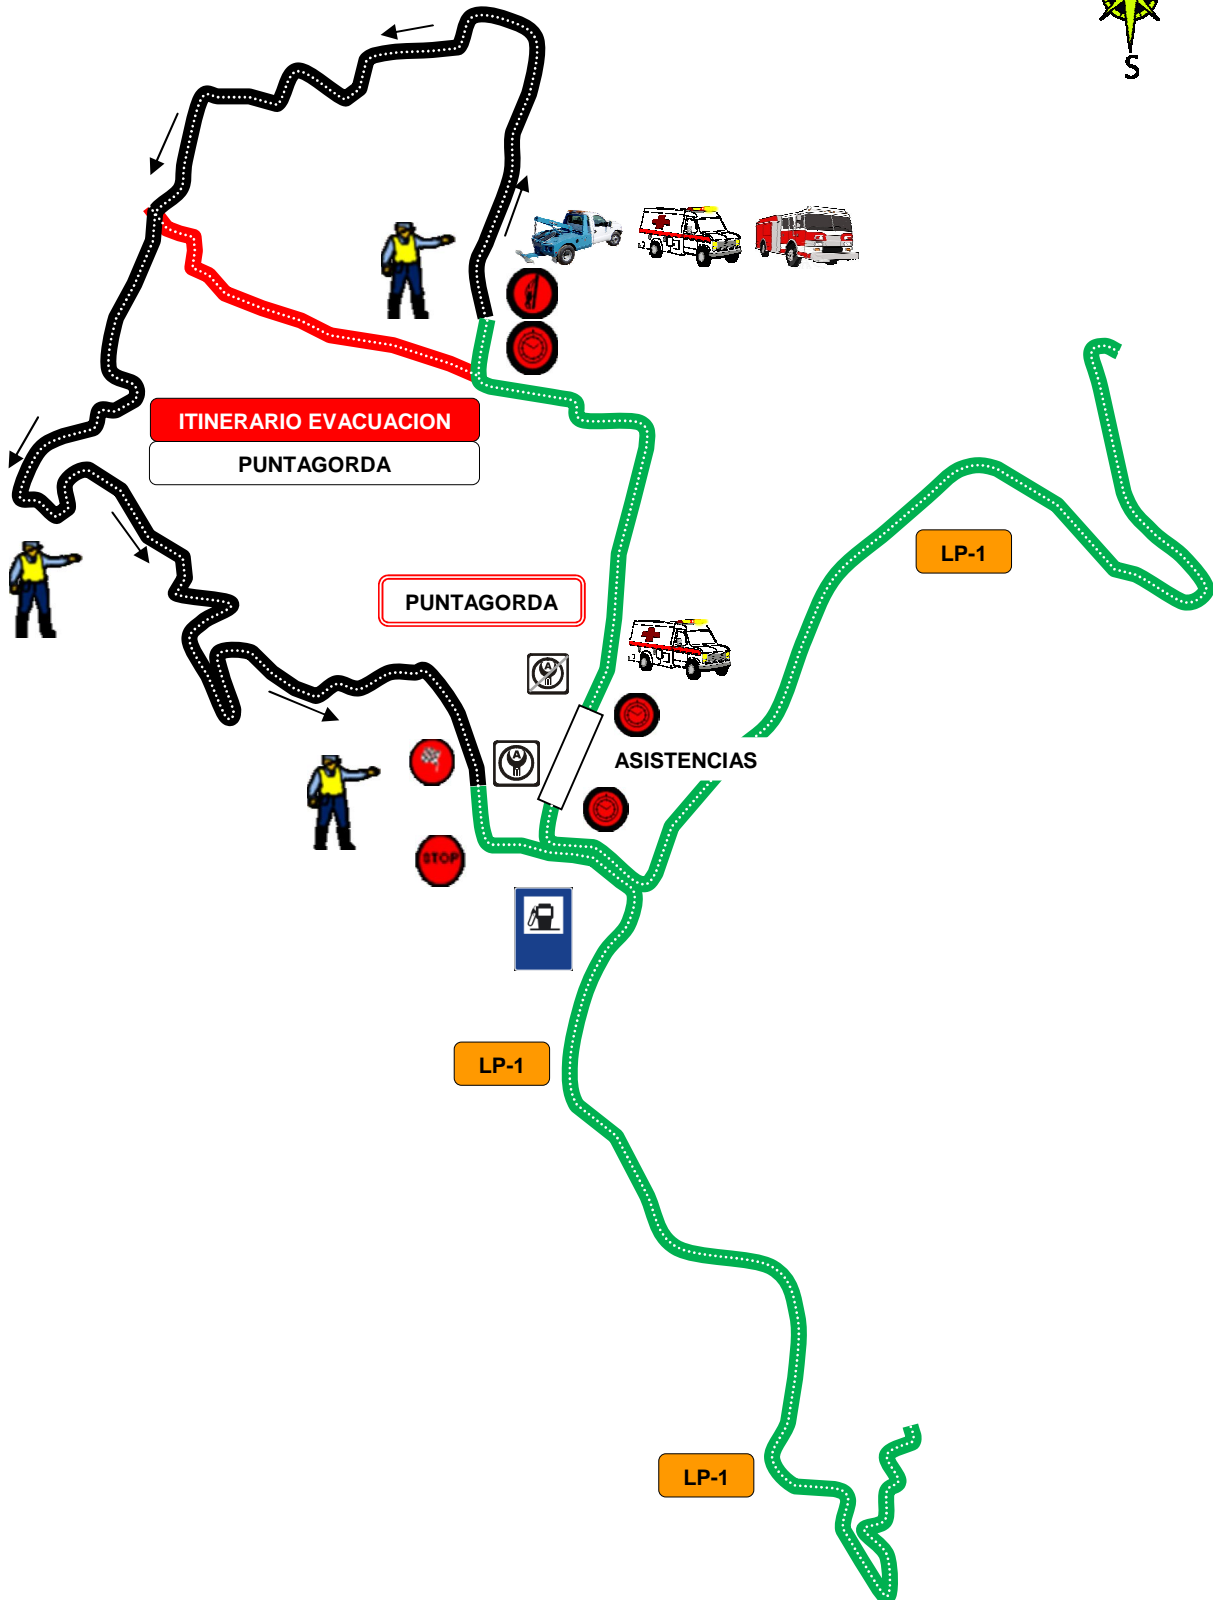 S
ITINERARIO EVACUACION
PUNTAGORDA
LP-1
PUNTAGORDA
A
A
ASISTENCIAS
STOP
LP-1
LP-1